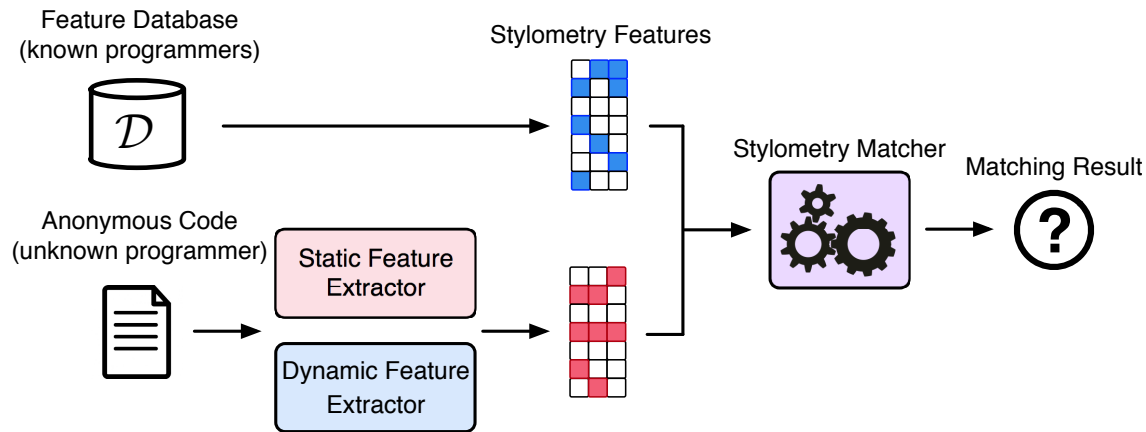 Feature Database
(known programmers)
𝒟
Stylometry Features
Stylometry Matcher
Matching Result
?
Anonymous Code
(unknown programmer)
Static Feature
Extractor
Dynamic Feature
Extractor